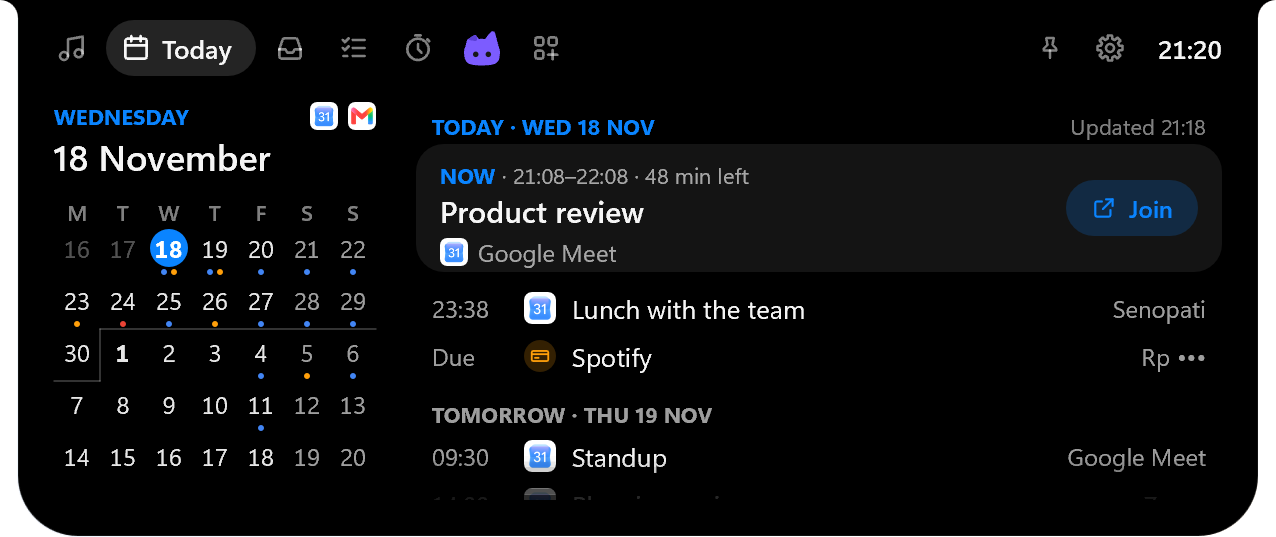 Today
21:20
WEDNESDAY
31
18 November
M T W T F S S
16 17 18 19 20 21 22
23 24 25 26 27 28 29
30 1 2 3 4 5 6
7 8 9 10 11 12 13
14 15 16 17 18 19 20
TODAY · WED 18 NOV
Updated 21:18
NOW · 21:08–22:08 · 48 min left
Product review
Join
31 Google Meet
23:38 31 Lunch with the team Senopati
Due Spotify Rp •••
TOMORROW · THU 19 NOV
09:30 31 Standup Google Meet